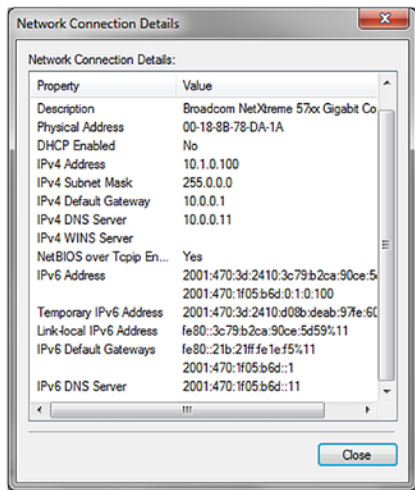 Network Connection Details
Network Connection Details:
Property Value
Description Broadcom NetXtreme 57xx Gigabit Co
Physical Address 00-18-8B-78-DA-1A
DHCP Enabled No
IPv4 Address 10.1.0.100
IPv4 Subnet Mask 255.0.0.0
IPv4 Default Gateway 10.0.0.1
IPv4 DNS Server 10.0.0.11
IPv4 WINS Server
NetBIOS over Tcpip En... Yes
IPv6 Address 2001:470:3d:2410:3c79:b2ca:90ce:5
2001:470:1f05:b6d:0:1:0:100
Temporary IPv6 Address 2001:470:3d:2410:d08b:deab:97fe:60
Link-local IPv6 Address fe80::3c79:b2ca:90ce:5d59%11
IPv6 Default Gateways fe80::21b:21ff:fe1e:f5%11
2001:470:1f05:b6d::1
IPv6 DNS Server 2001:470:1f05:b6d::11
Close